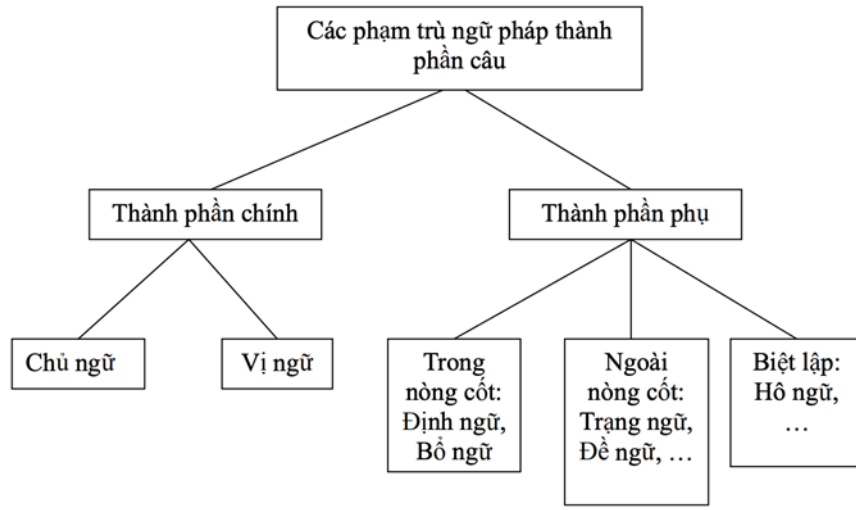 Các phạm trù ngữ pháp thành
phần câu
Thành phần chính
Thành phần phụ
Chủ ngữ
Vị ngữ
Trong
nòng cốt:
Định ngữ,
Bổ ngữ
Ngoài
nòng cốt:
Trạng ngữ,
Đề ngữ, …
Biệt lập:
Hô ngữ,
…